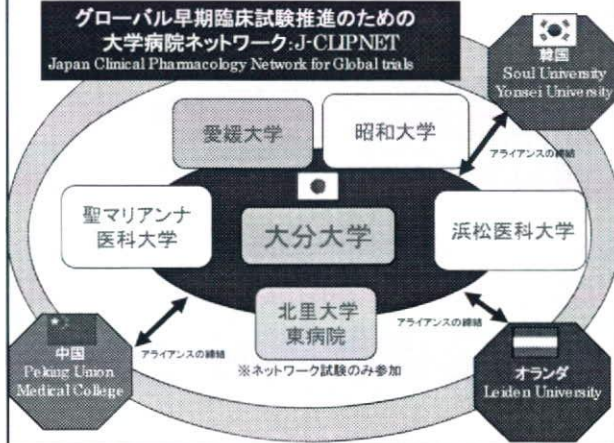 グローバル早期臨床試験推進のための
大学病院ネットワーク:J-CLIPNET
Japan Clinical Pharmacology Network for Global trials
韓国
Soul University
Yonsei University
愛媛大学
昭和大学
アライアンスの締結
聖マリアンナ
医科大学
大分大学
浜松医科大学
北里大学
東病院
アライアンスの締結
アライアンスの締結
※ネットワーク試験のみ参加
中国
Peking Union
Medical College
オランダ
Leiden University